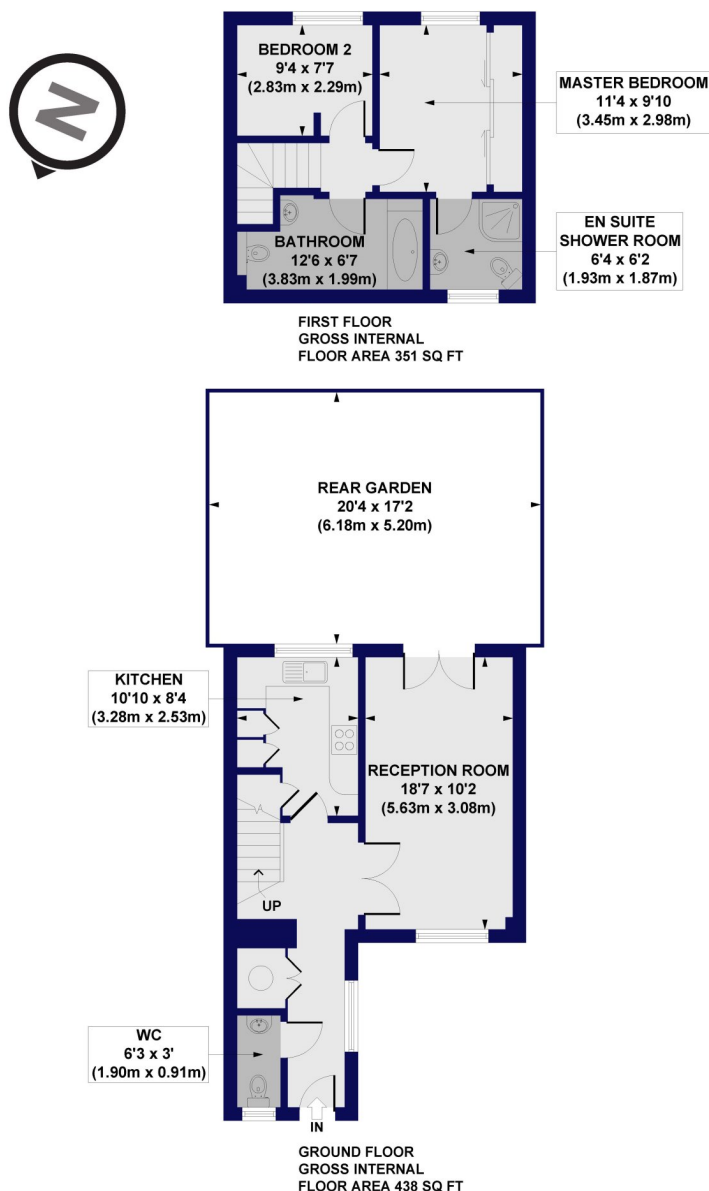 N
BEDROOM 2
9'4 x 7'7
(2.83m x 2.29m)
MASTER BEDROOM
11'4 x 9'10
(3.45m x 2.98m)
BATHROOM
12'6 x 6'7
(3.83m x 1.99m)
EN SUITE
SHOWER ROOM
6'4 x 6'2
(1.93m x 1.87m)
FIRST FLOOR
GROSS INTERNAL
FLOOR AREA 351 SQ FT
REAR GARDEN
20'4 x 17'2
(6.18m x 5.20m)
KITCHEN
10'10 x 8'4
(3.28m x 2.53m)
RECEPTION ROOM
18'7 x 10'2
(5.63m x 3.08m)
UP
WC
6'3 x 3'
(1.90m x 0.91m)
IN
GROUND FLOOR
GROSS INTERNAL
FLOOR AREA 438 SQ FT